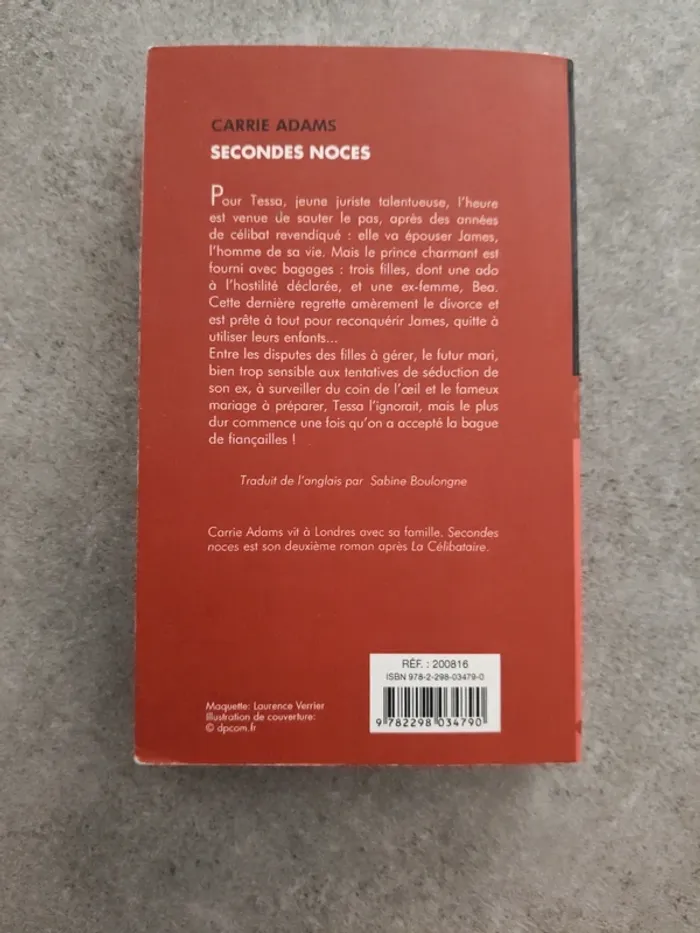 CARRIE ADAMS
SECONDES NOCES
Pour Tessa, jeune juriste talentueuse, l'heure
est venue de sauter le pas, après des années
de célibat revendiqué : elle va épouser James,
l'homme de sa vie. Mais le prince charmant est
fourni avec bagages : trois filles, dont une ado
à l'hostilité déclarée, et une ex-femme, Bea.
Cette dernière regrette amèrement le divorce et
est prête à tout pour reconquérir James, quitte à
utiliser leurs enfants...
Entre les disputes des filles à gérer, le futur mari,
bien trop sensible aux tentatives de séduction de
son ex, à surveiller du coin de l'œil et le fameux
mariage à préparer, Tessa l'ignorait, mais le plus
dur commence une fois qu'on a accepté la bague
de fiançailles !
Traduit de l'anglais par Sabine Boulongne
Carrie Adams vit à Londres avec sa famille. Secondes
noces est son deuxième roman après La Célibataire.
RÉF. : 200816
ISBN 978-2-298-03479-0
9 782298 034790
Maquette: Laurence Verrier
Illustration de couverture:
© dpcom.fr